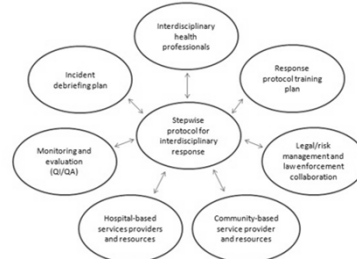 Interdisciplinary
health
professionals
Incident
debriefing plan
Response
protocol training
plan
Stepwise
protocol for
interdisciplinary
response
Monitoring and
evaluation
(QI/QA)
Legal/risk
management and
law enforcement
collaboration
Hospital-based
services providers
and resources
Community-based
service provider
and resources